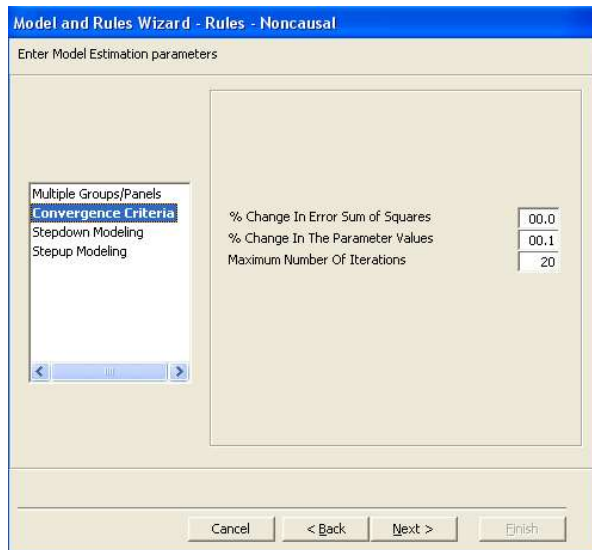 Model and Rules Wizard - Rules - Noncausal
Enter Model Estimation parameters
Multiple Groups/Panels
Convergence Criteria
Stepdown Modeling
Stepup Modeling
% Change In Error Sum of Squares 00.0
% Change In The Parameter Values 00.1
Maximum Number Of Iterations 20
Cancel < Back Next > Finish